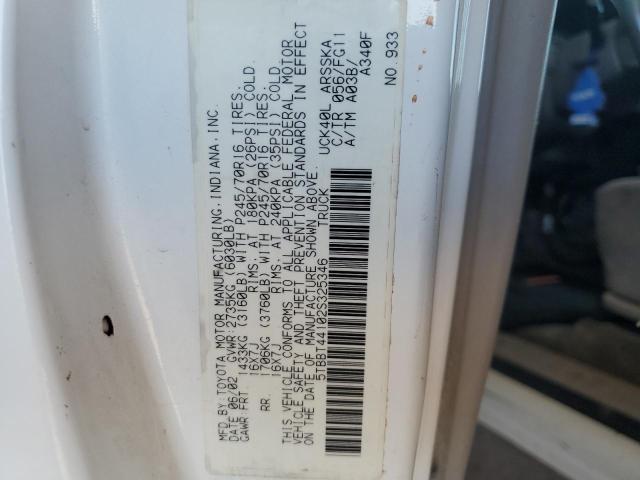 MFD.BY:TOYOTA MOTOR MANUFACTURING,INDIANA,INC.
DATE 06/02 GVWR:2735KG (6030LB)
GAWR FRT 1433KG (3160LB) WITH P245/70R16 TIRES.
16X7J RIMS, AT 180KPA (26PSI) COLD.
RR. 1706KG (3760LB) WITH P245/70R16 TIRES.
16X7J RIMS, AT 240KPA (35PSI) COLD.
THIS VEHICLE CONFORMS TO ALL APPLICABLE FEDERAL MOTOR
VEHICLE SAFETY AND THEFT PREVENTION STANDARDS IN EFFECT
ON THE DATE OF MANUFACTURE SHOWN ABOVE.
5TBBT44102S325346 TRUCK
UCK40L ARSSKA
C/TR 056/FG11
A/TM A03B/
A340F
NO.933